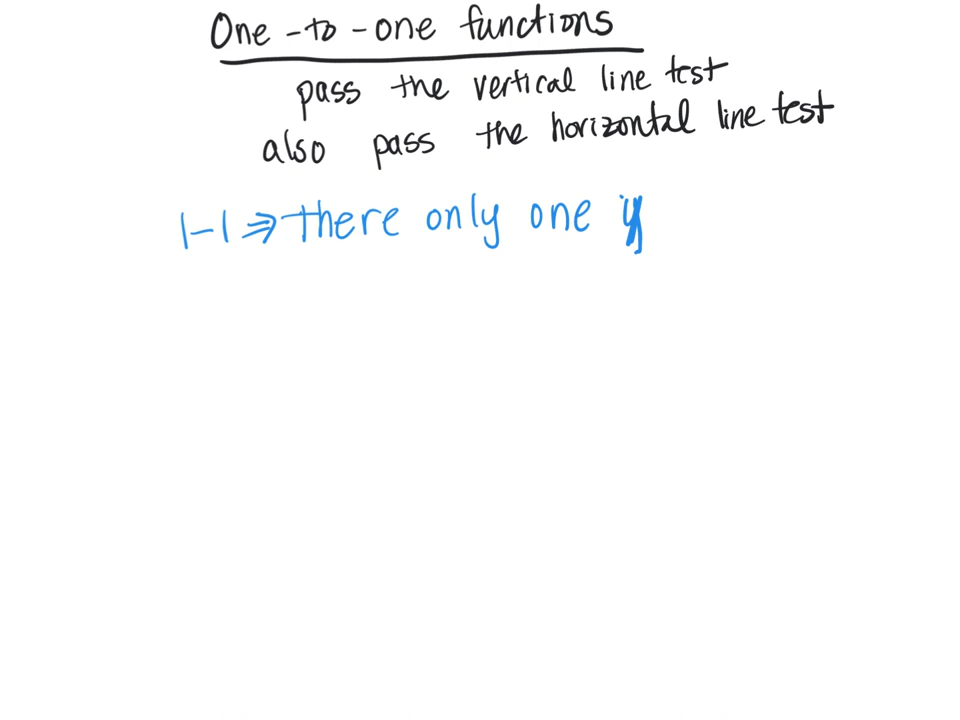 One-to-one functions
pass the vertical line test
also pass the horizontal line test
1-1 ⇒ there only one